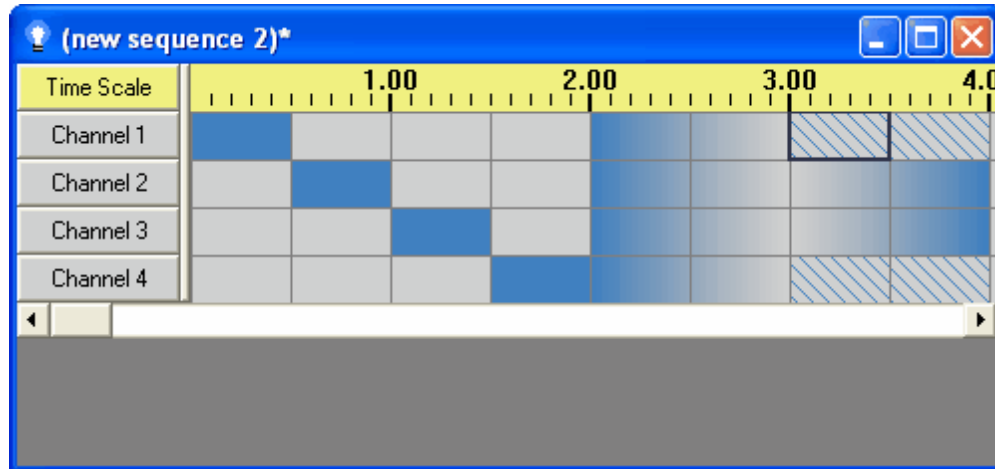 (new sequence 2)*
Time Scale 1.00 2.00 3.00 4.0
Channel 1
Channel 2
Channel 3
Channel 4